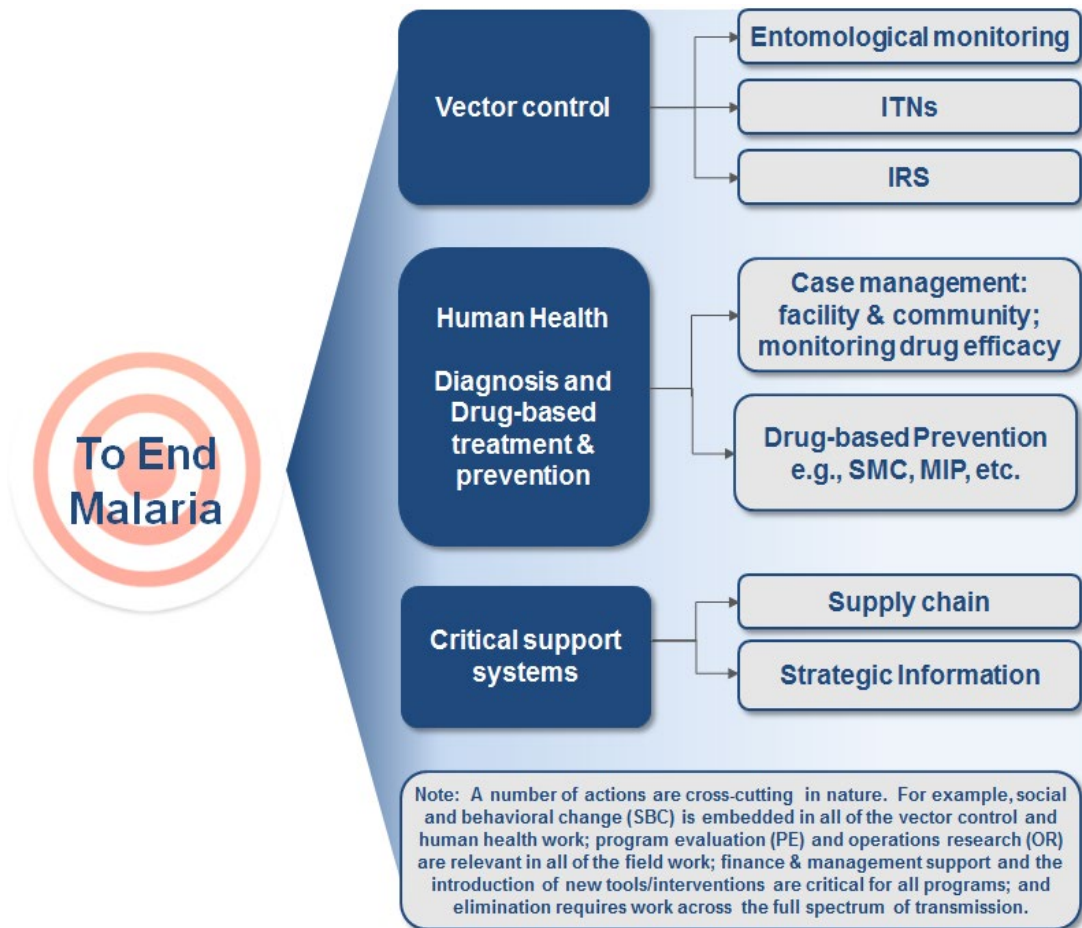 To End
Malaria
Vector control
Entomological monitoring
ITNs
IRS
Human Health
Diagnosis and
Drug-based
treatment &
prevention
Case management:
facility & community;
monitoring drug efficacy
Drug-based Prevention
e.g., SMC, MIP, etc.
Critical support
systems
Supply chain
Strategic Information
Note: A number of actions are cross-cutting in nature. For example, social
and behavioral change (SBC) is embedded in all of the vector control and
human health work; program evaluation (PE) and operations research (OR)
are relevant in all of the field work; finance & management support and the
introduction of new tools/interventions are critical for all programs; and
elimination requires work across the full spectrum of transmission.